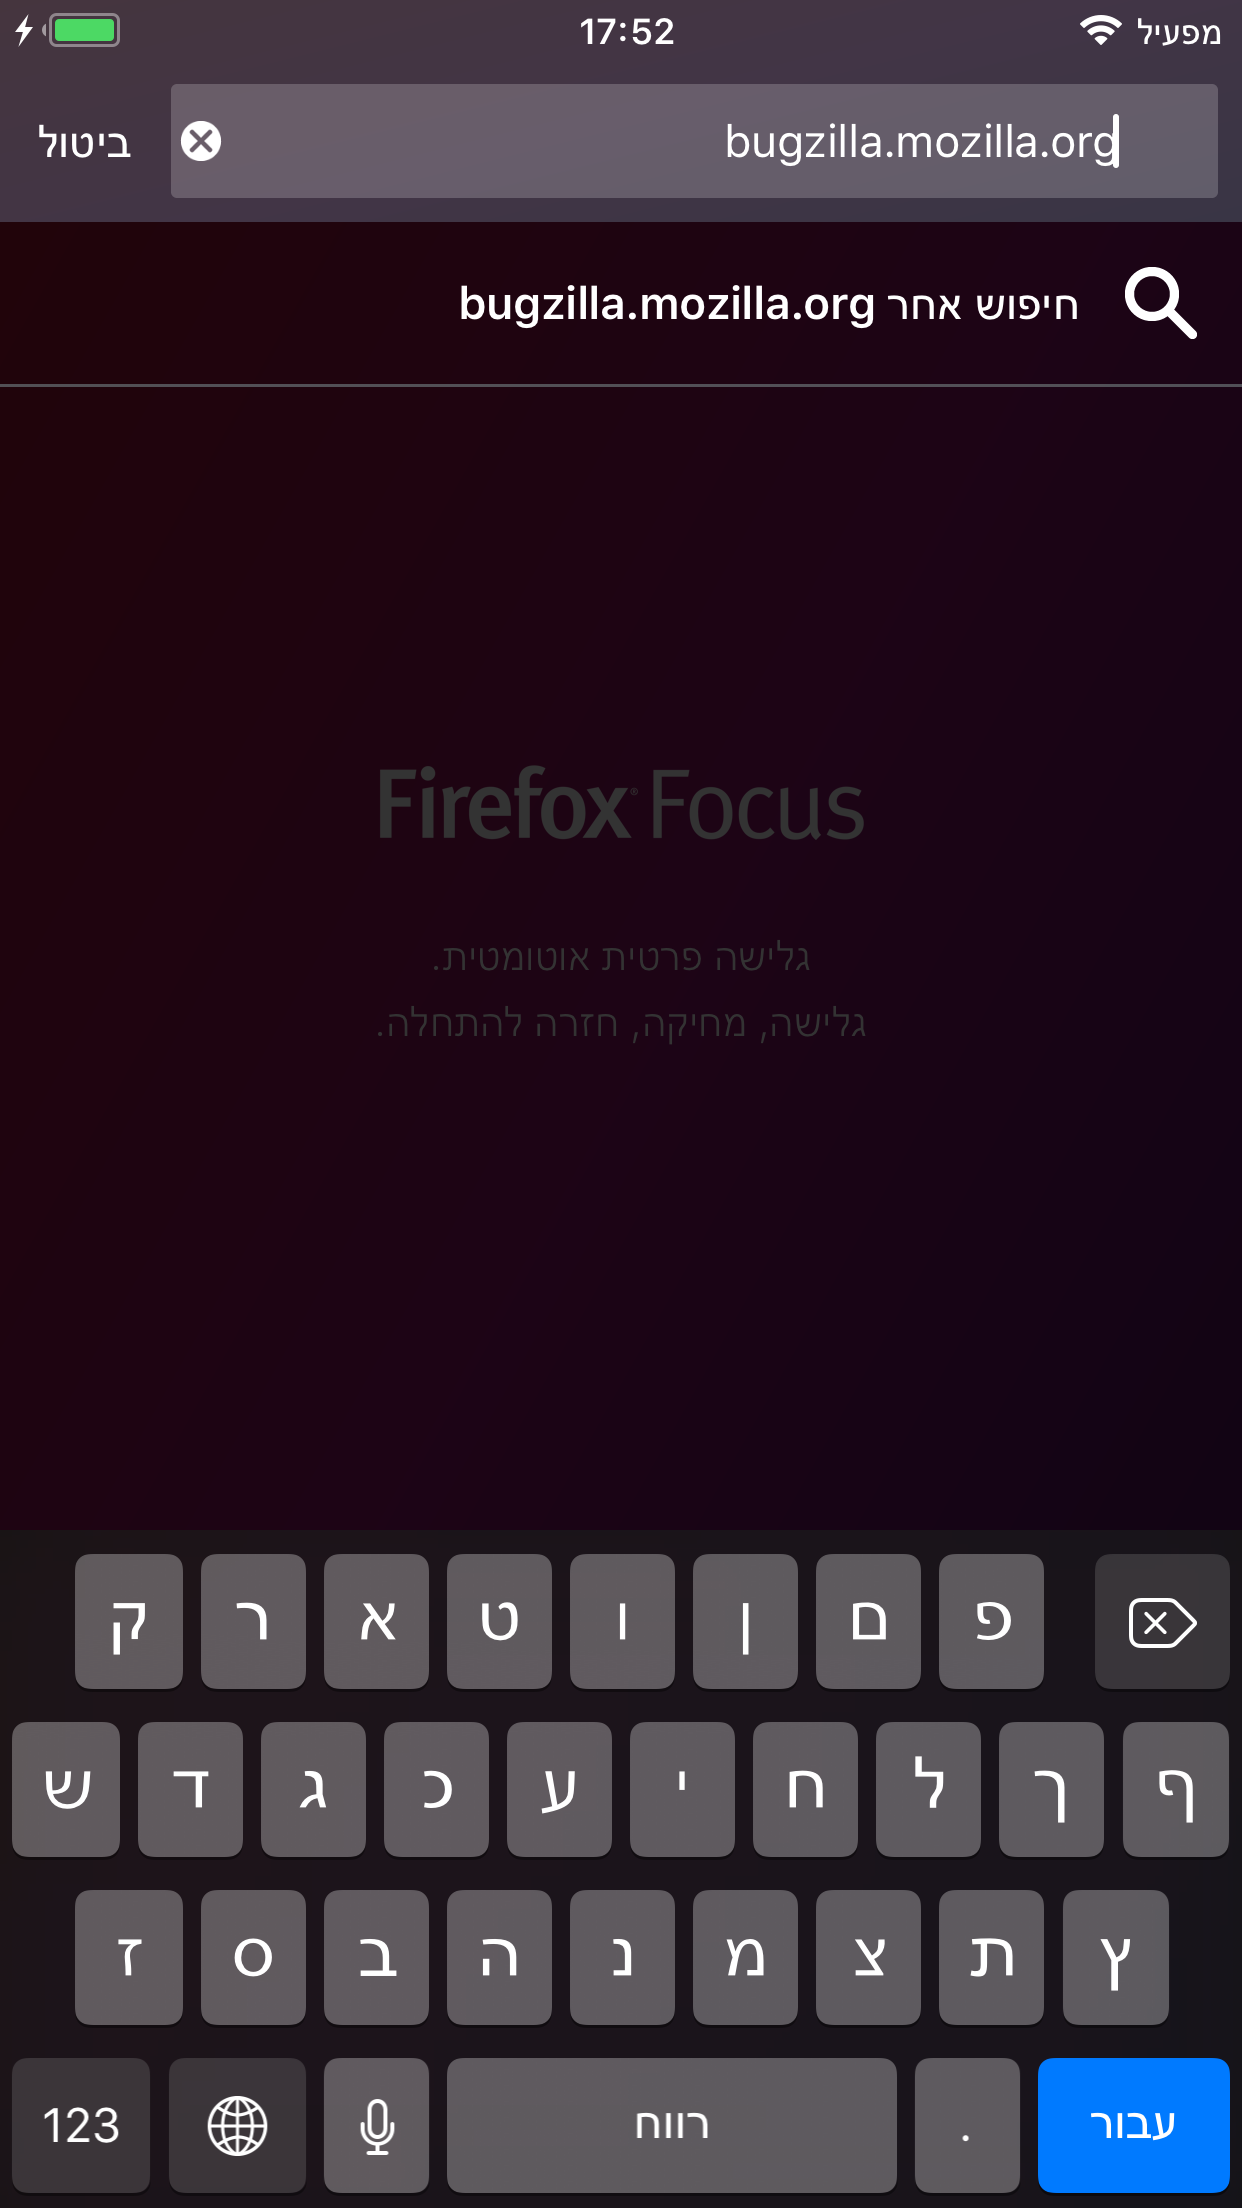 מפעיל 17:52
bugzilla.mozilla.org ביטול
חיפוש אחר bugzilla.mozilla.org
Firefox Focus
גלישה פרטית אוטומטית.
גלישה, מחיקה, חזרה להתחלה.
ק ר א ט ו ן ם פ
ש ד ג כ ע י ח ל ך ף
ז ס ב ה נ מ צ ת ץ
123 רווח . עבור